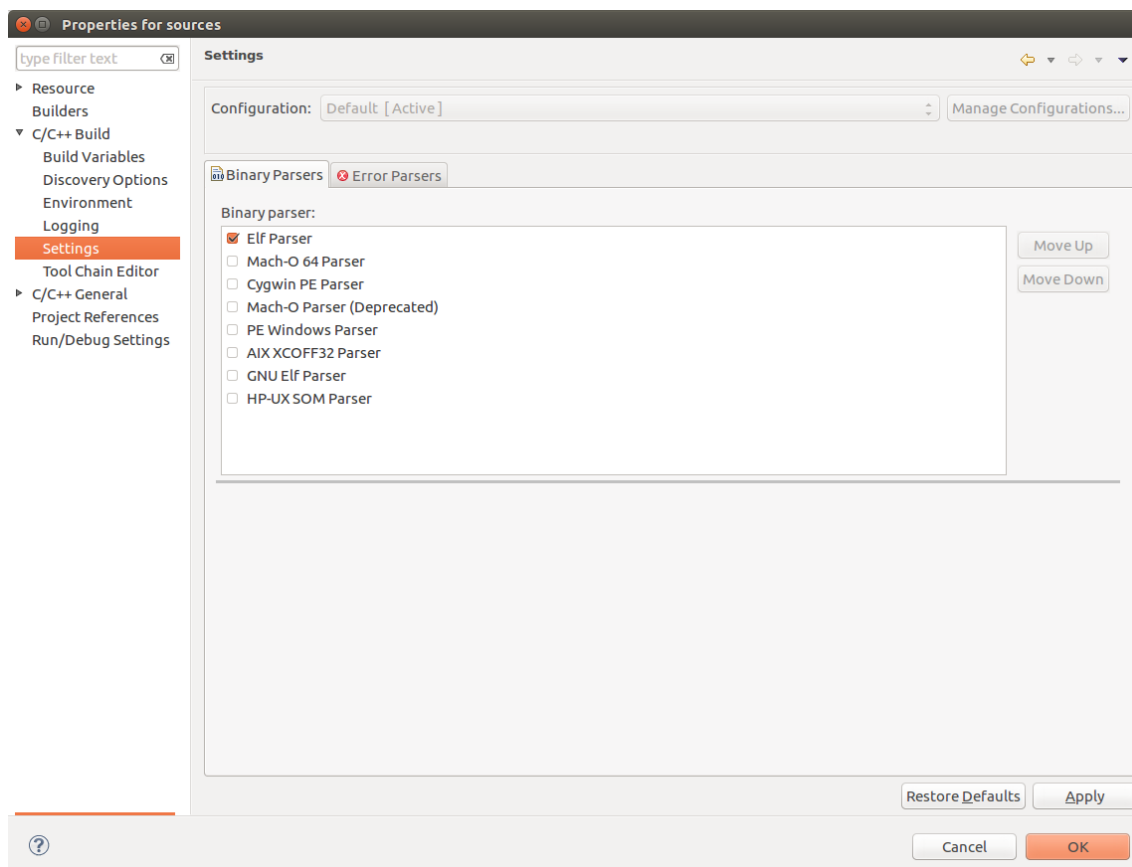 Properties for sources
type filter text
Resource
Builders
C/C++ Build
Build Variables
Discovery Options
Environment
Logging
Settings
Tool Chain Editor
C/C++ General
Project References
Run/Debug Settings
Settings
Configuration: Default [ Active ] Manage Configurations...
Binary Parsers Error Parsers
Binary parser:
Elf Parser
Mach-O 64 Parser
Cygwin PE Parser
Mach-O Parser (Deprecated)
PE Windows Parser
AIX XCOFF32 Parser
GNU Elf Parser
HP-UX SOM Parser
Move Up
Move Down
Restore Defaults Apply
Cancel OK